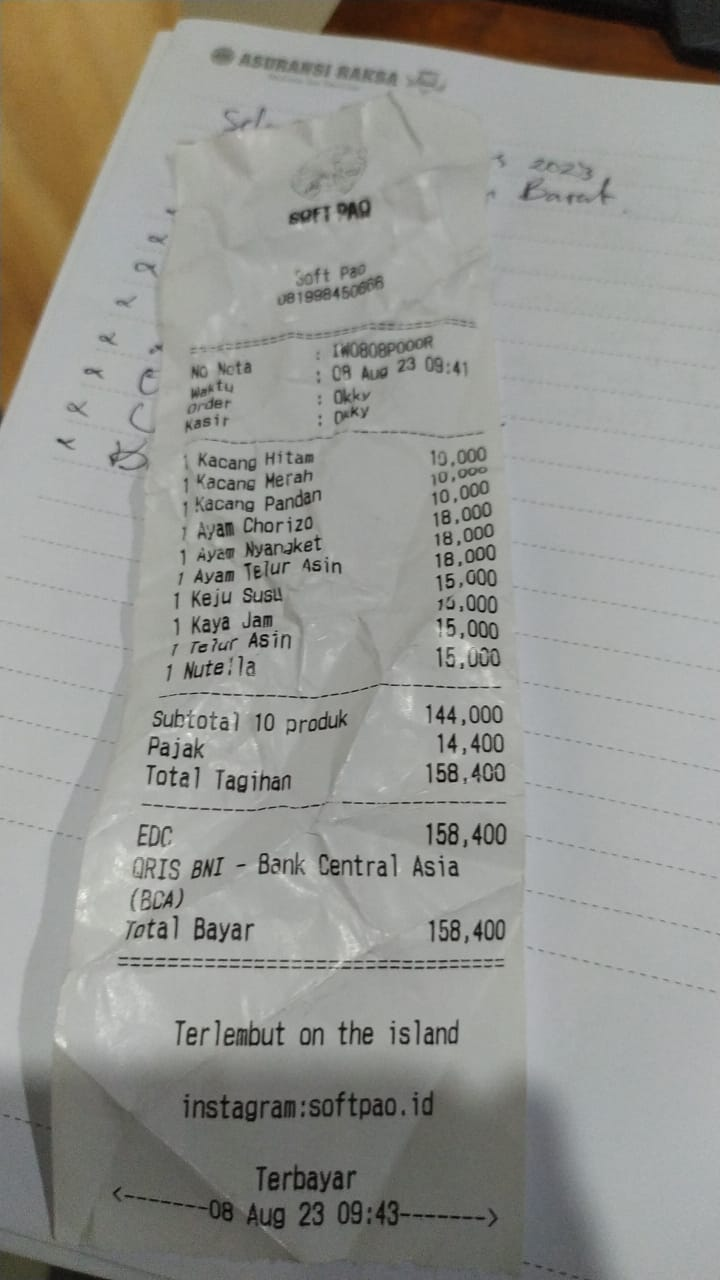 ASURANSI RAKSA
2023
Barat
SOFT PAO
Soft Pao
081998450668
No Nota : IW0808P000R
Waktu : 08 Aug 23 09:41
Order : Okky
Kasir : Okky
1 Kacang Hitam 10,000
1 Kacang Merah 10,000
1 Kacang Pandan 10,000
1 Ayam Chorizo 18,000
1 Ayam Nyangket 18,000
1 Ayam Telur Asin 18,000
1 Keju Susu 15,000
1 Kaya Jam 15,000
1 Telur Asin 15,000
1 Nutella 15,000
Subtotal 10 produk 144,000
Pajak 14,400
Total Tagihan 158,400
EDC 158,400
QRIS BNI - Bank Central Asia
(BCA)
Total Bayar 158,400
Terlembut on the island
instagram:softpao.id
Terbayar
<-------08 Aug 23 09:43------->